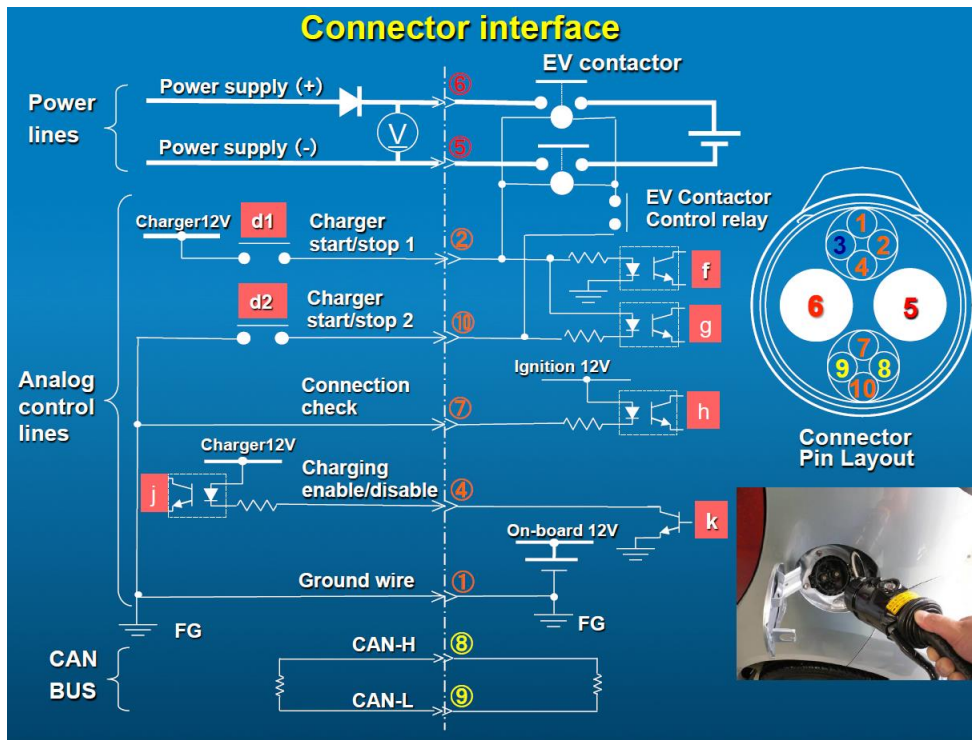 Connector interface
EV contactor
Power supply (+)
⑥
Power
lines
V
Power supply (-)
⑤
EV Contactor
Control relay
Charger12V
d1
Charger
start/stop 1
②
f
d2
Charger
start/stop 2
⑩
g
Ignition 12V
Analog
control
lines
Connection
check
⑦
h
Charger12V
j
Charging
enable/disable
④
k
On-board 12V
Ground wire
①
FG
FG
CAN
BUS
CAN-H
⑧
CAN-L
⑨
1
3
2
4
6
5
7
9
8
10
Connector
Pin Layout